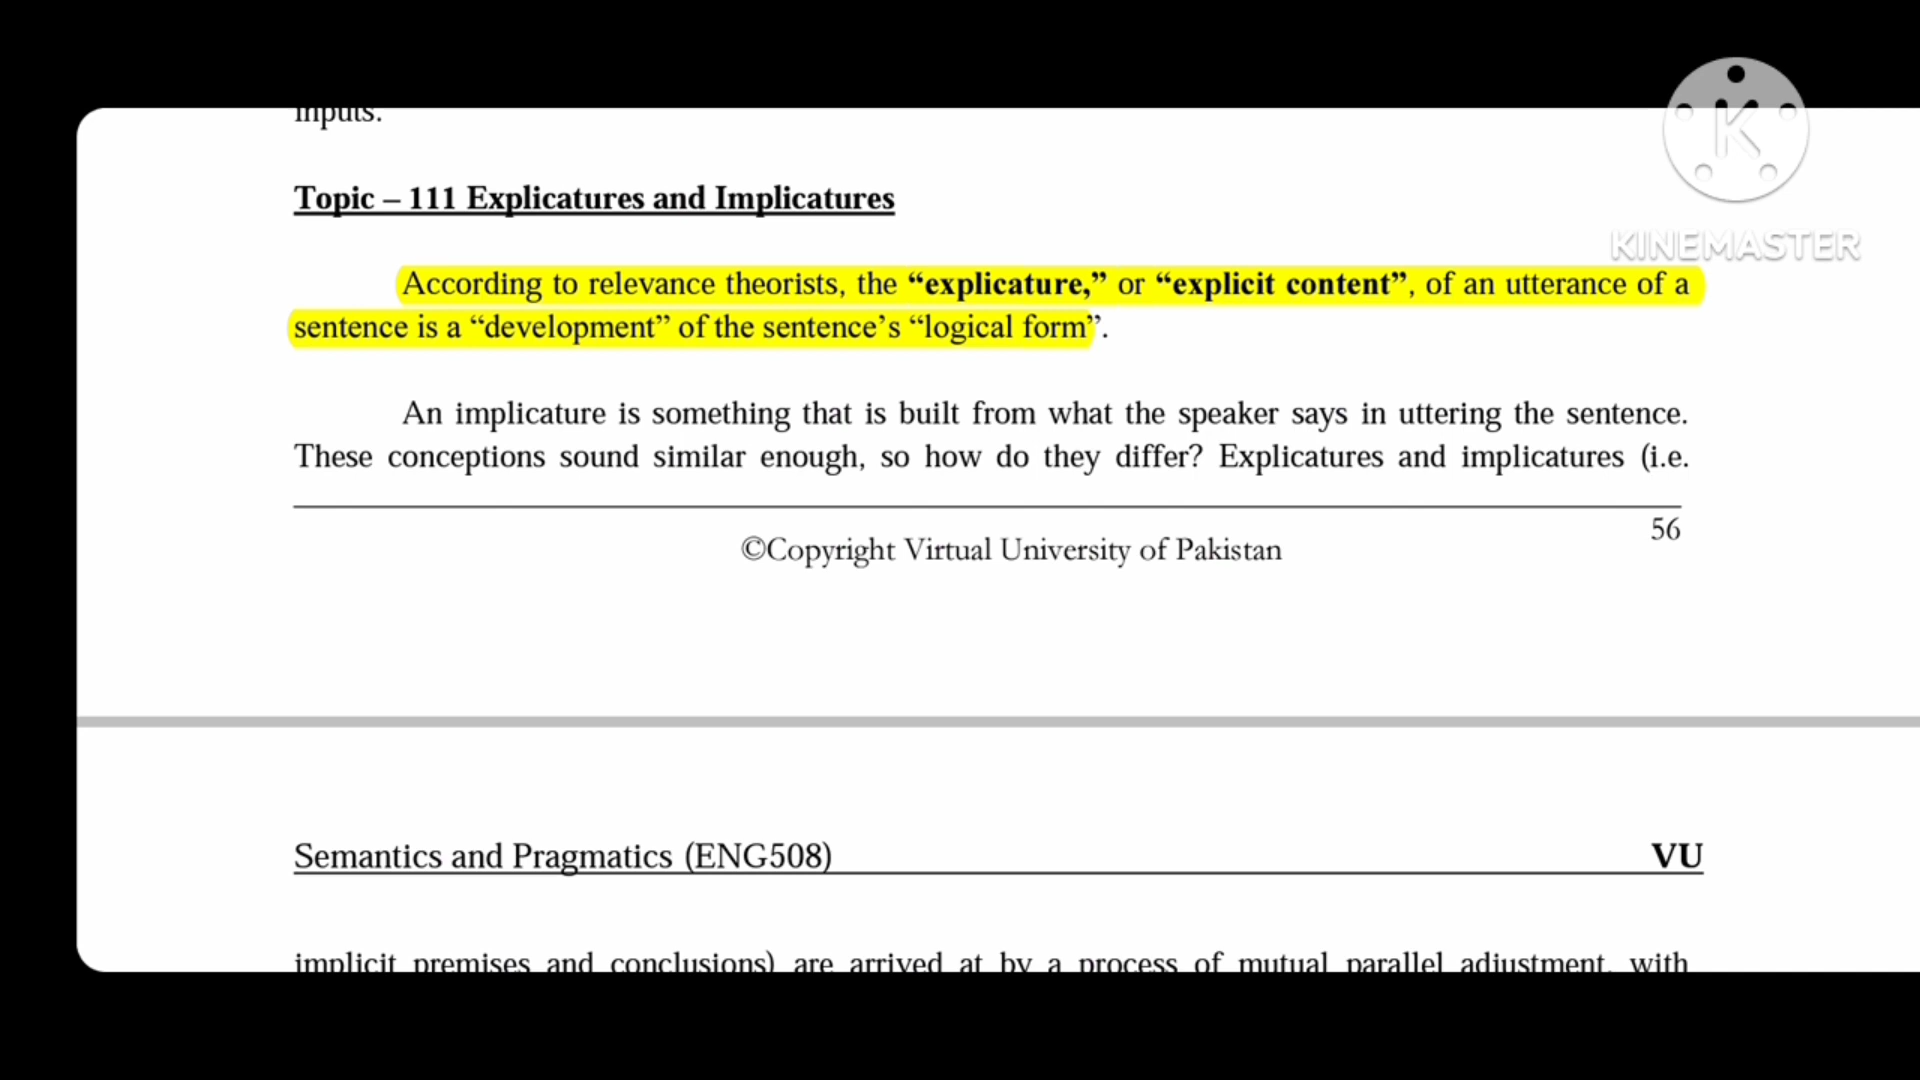 inputs.
Topic – 111 Explicatures and Implicatures
According to relevance theorists, the “explicature,” or “explicit content”, of an utterance of a
sentence is a “development” of the sentence’s “logical form”.
An implicature is something that is built from what the speaker says in uttering the sentence.
These conceptions sound similar enough, so how do they differ? Explicatures and implicatures (i.e.
56
©Copyright Virtual University of Pakistan
Semantics and Pragmatics (ENG508) VU
implicit premises and conclusions) are arrived at by a process of mutual parallel adjustment, with
K
KINEMASTER